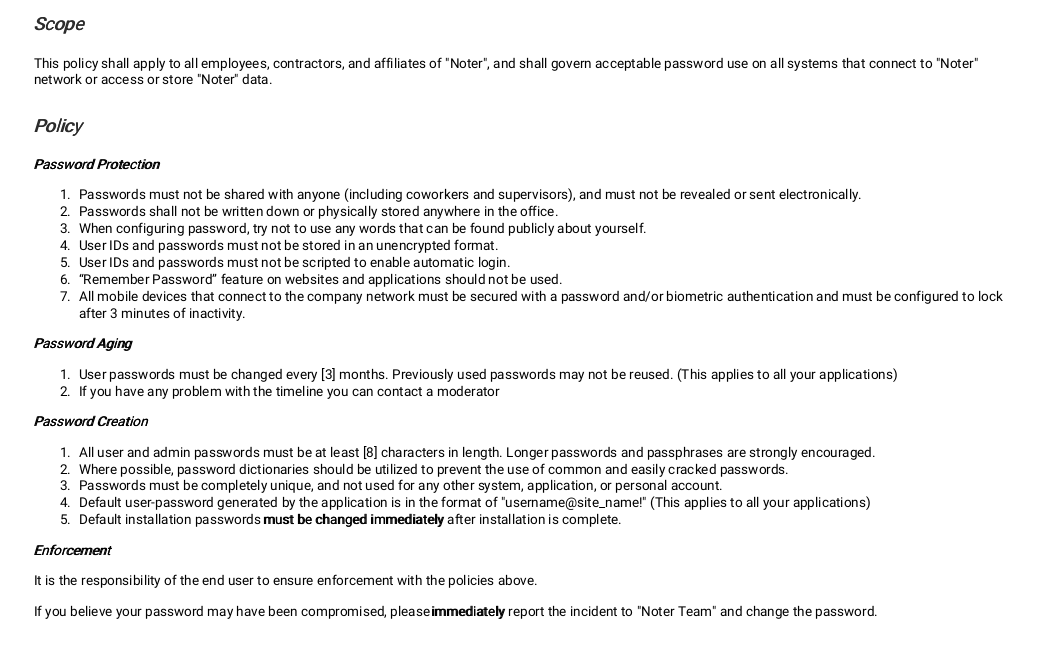 Scope
This policy shall apply to all employees, contractors, and affiliates of "Noter", and shall govern acceptable password use on all systems that connect to "Noter"
network or access or store "Noter" data.
Policy
Password Protection
1. Passwords must not be shared with anyone (including coworkers and supervisors), and must not be revealed or sent electronically.
2. Passwords shall not be written down or physically stored anywhere in the office.
3. When configuring password, try not to use any words that can be found publicly about yourself.
4. User IDs and passwords must not be stored in an unencrypted format.
5. User IDs and passwords must not be scripted to enable automatic login.
6. “Remember Password” feature on websites and applications should not be used.
7. All mobile devices that connect to the company network must be secured with a password and/or biometric authentication and must be configured to lock
after 3 minutes of inactivity.
Password Aging
1. User passwords must be changed every [3] months. Previously used passwords may not be reused. (This applies to all your applications)
2. If you have any problem with the timeline you can contact a moderator
Password Creation
1. All user and admin passwords must be at least [8] characters in length. Longer passwords and passphrases are strongly encouraged.
2. Where possible, password dictionaries should be utilized to prevent the use of common and easily cracked passwords.
3. Passwords must be completely unique, and not used for any other system, application, or personal account.
4. Default user-password generated by the application is in the format of "username@site_name!" (This applies to all your applications)
5. Default installation passwords must be changed immediately after installation is complete.
Enforcement
It is the responsibility of the end user to ensure enforcement with the policies above.
If you believe your password may have been compromised, please immediately report the incident to "Noter Team" and change the password.